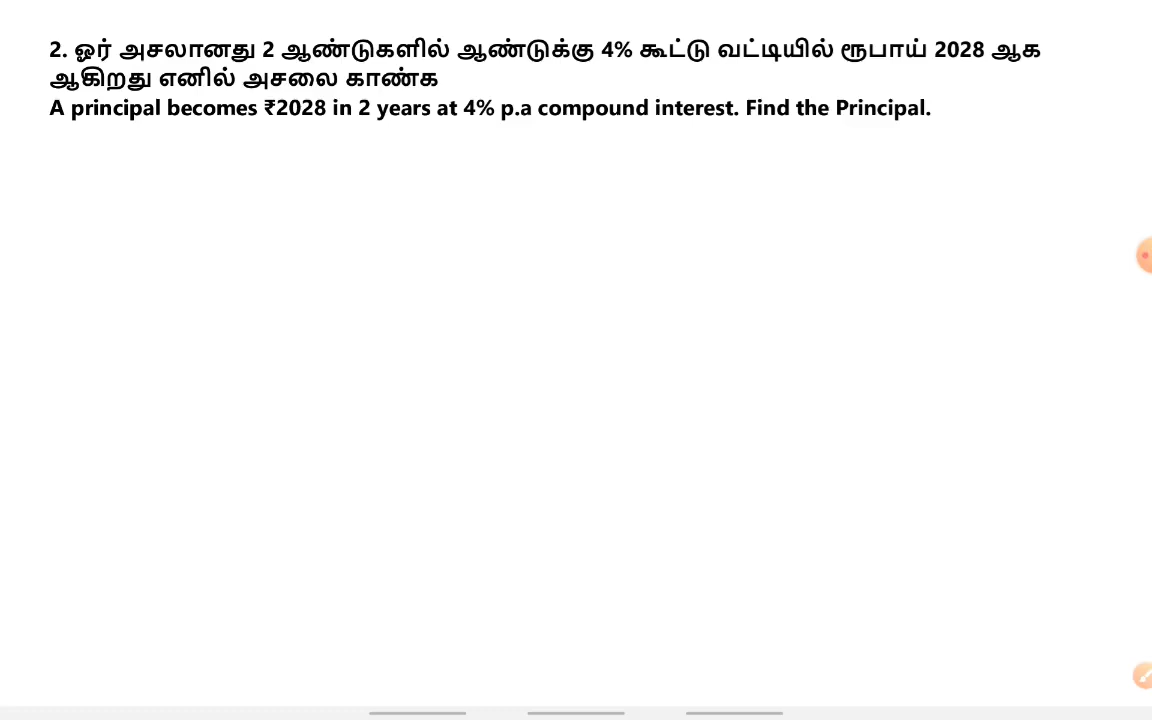 2. ஓர் அசலானது 2 ஆண்டுகளில் ஆண்டுக்கு 4% கூட்டு வட்டியில் ரூபாய் 2028 ஆக
ஆகிறது எனில் அசலை காண்க
A principal becomes ₹2028 in 2 years at 4% p.a compound interest. Find the Principal.